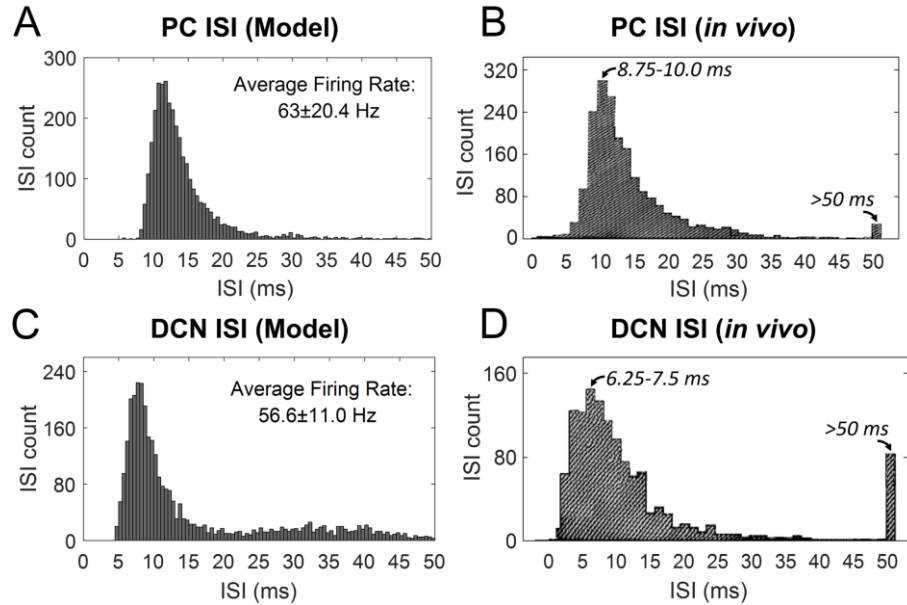 A
PC ISI (Model)
300
200
100
0
ISI count
Average Firing Rate:
63±20.4 Hz
0 5 10 15 20 25 30 35 40 45 50
ISI (ms)
B
PC ISI (in vivo)
320
240
160
80
0
ISI count
8.75-10.0 ms
>50 ms
0 5 10 15 20 25 30 35 40 45 50
ISI (ms)
C
DCN ISI (Model)
240
160
80
0
ISI count
Average Firing Rate:
56.6±11.0 Hz
0 5 10 15 20 25 30 35 40 45 50
ISI (ms)
D
DCN ISI (in vivo)
160
80
0
ISI count
6.25-7.5 ms
>50 ms
0 5 10 15 20 25 30 35 40 45 50
ISI (ms)